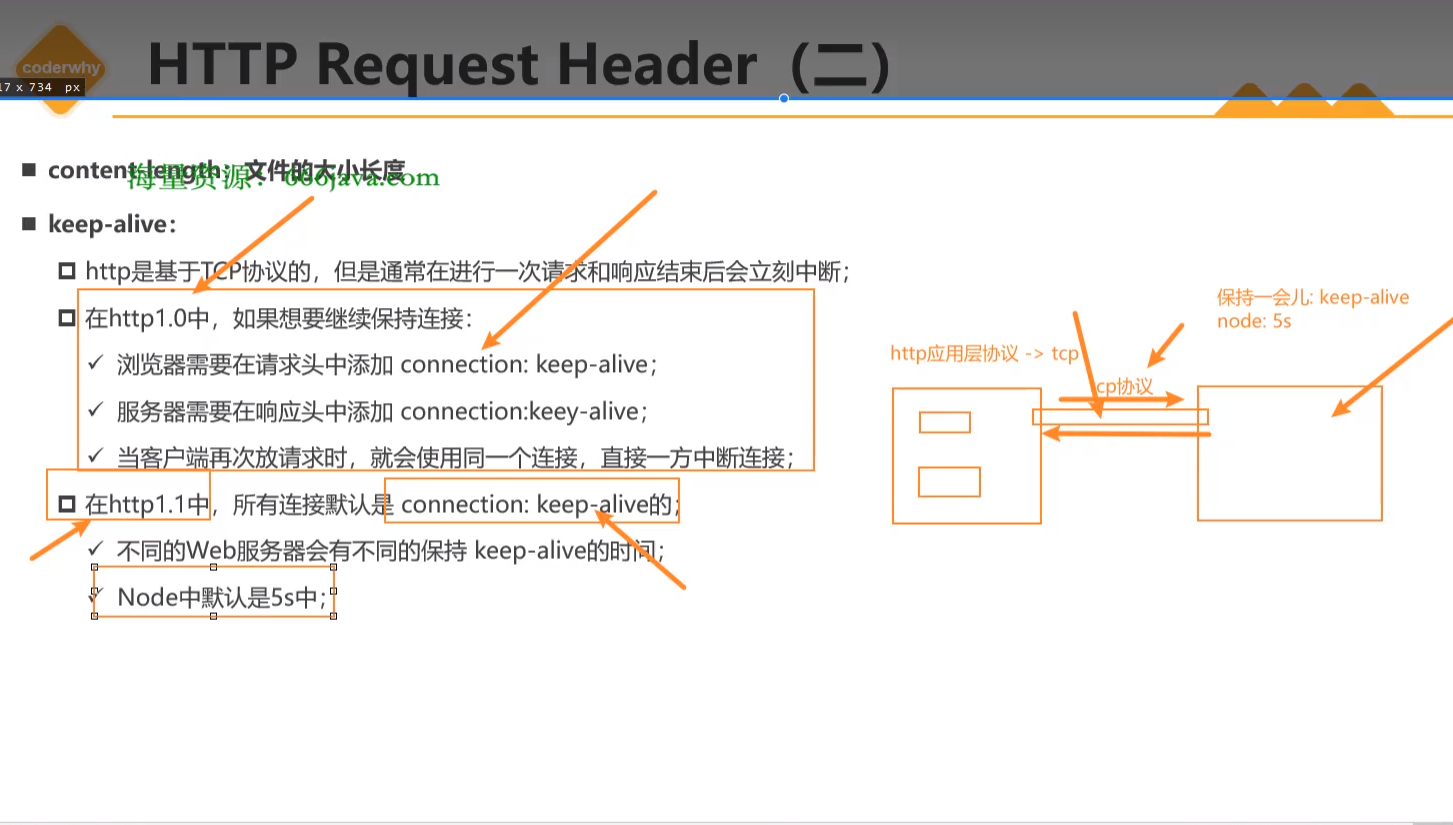 HTTP Request Header（二）
coderwhy
17 x 734 px
content-length：文件的大小长度
海量资源：666java.com
keep-alive：
http是基于TCP协议的，但是通常在进行一次请求和响应结束后会立刻中断；
在http1.0中，如果想要继续保持连接：
浏览器需要在请求头中添加 connection: keep-alive；
服务器需要在响应头中添加 connection:keey-alive；
当客户端再次放请求时，就会使用同一个连接，直接一方中断连接；
在http1.1中，所有连接默认是 connection: keep-alive的；
不同的Web服务器会有不同的保持 keep-alive的时间；
Node中默认是5s中；
保持一会儿: keep-alive
node: 5s
http应用层协议 -> tcp
cp协议